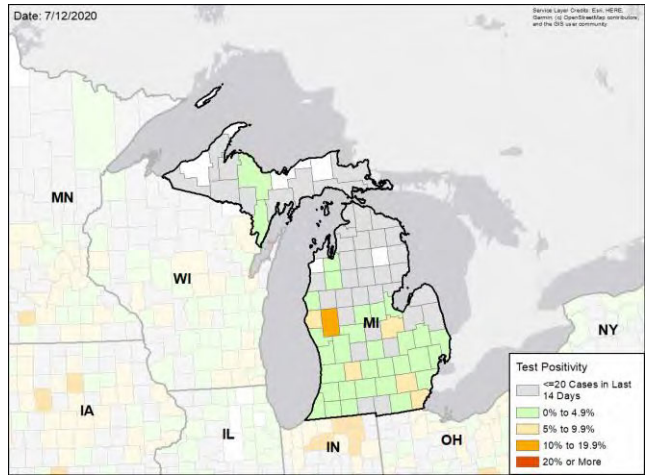 Date: 7/12/2020
Service Layer Credits: Esri, HERE,
Garmin, (c) OpenStreetMap contributors,
and the GIS user community
MN
WI
MI
NY
IA
IL
IN
OH
Test Positivity
<=20 Cases in Last
14 Days
0% to 4.9%
5% to 9.9%
10% to 19.9%
20% or More